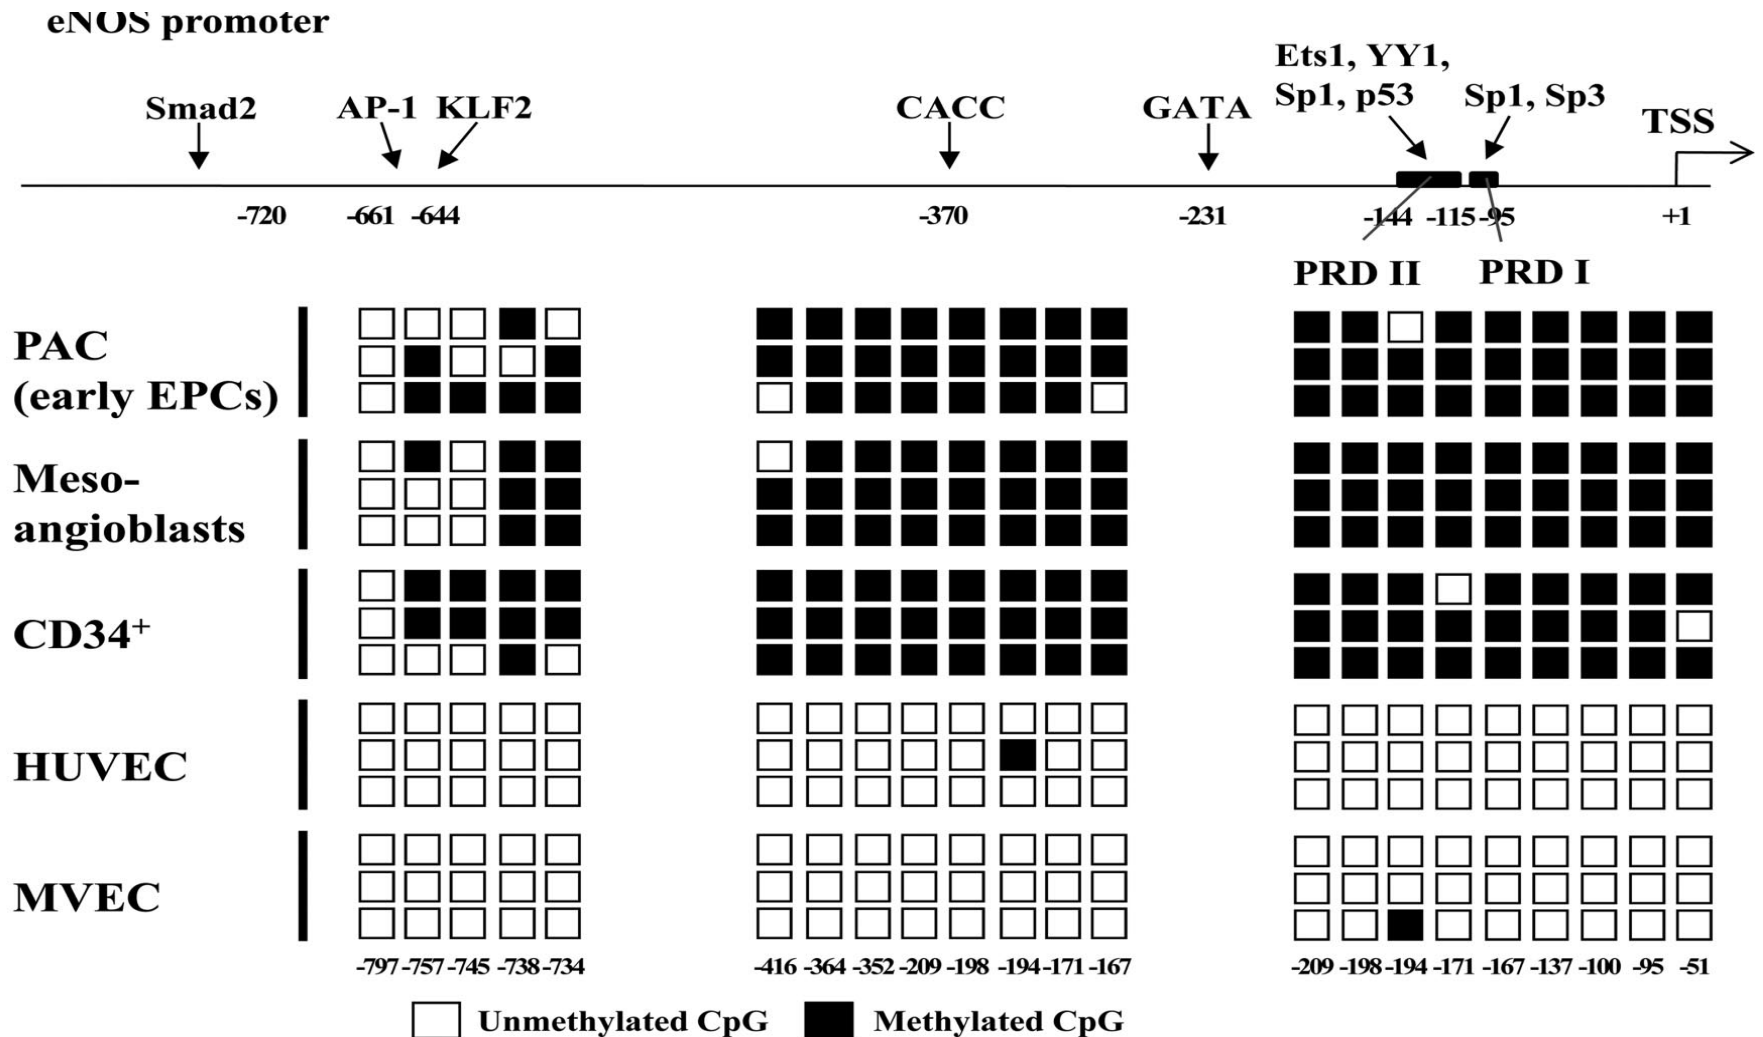 eNOS promoter
Ets1, YY1,
Smad2 AP-1 KLF2 CACC GATA Sp1, p53 Sp1, Sp3
TSS
-720 -661 -644 -370 -231 -144 -115 -95 +1
PRD II PRD I
PAC
(early EPCs)
Meso-
angioblasts
CD34+
HUVEC
MVEC
-797 -757 -745 -738 -734 -416 -364 -352 -209 -198 -194 -171 -167 -209 -198 -194 -171 -167 -137 -100 -95 -51
Unmethylated CpG Methylated CpG